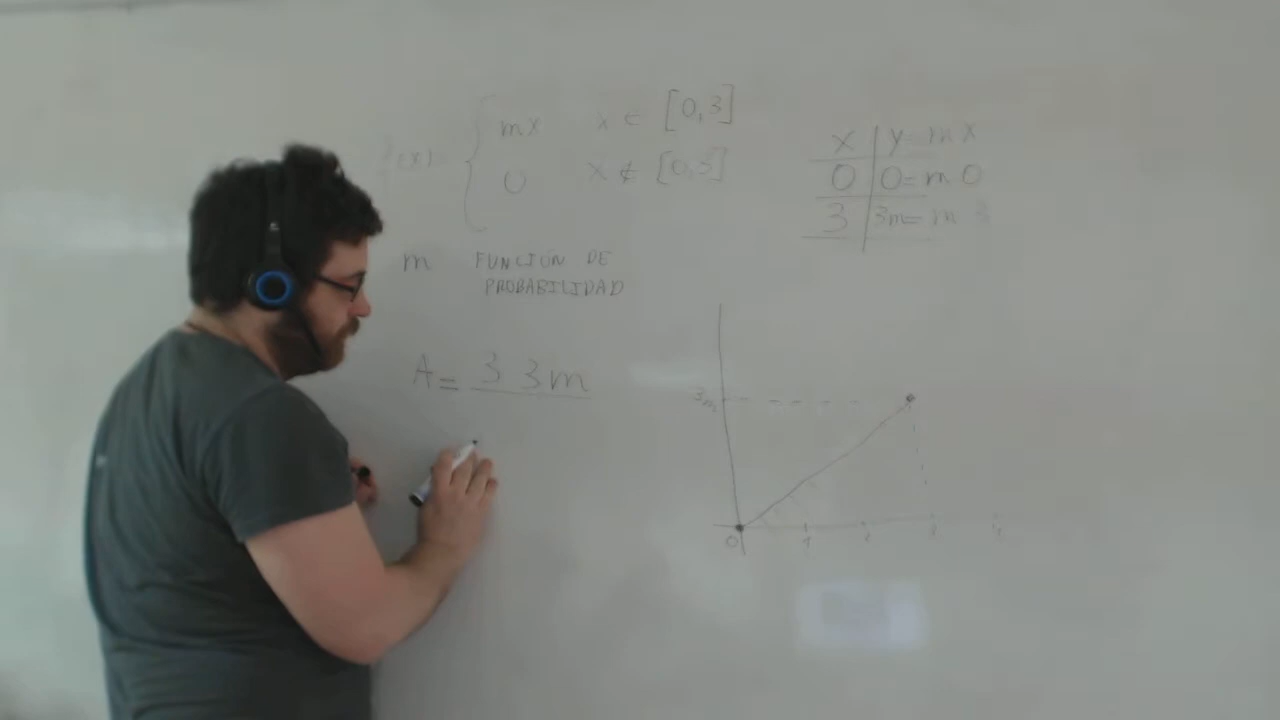 f(x) { mx x ∈ [0,3]
0 x ∉ [0,3]
m FUNCIÓN DE
PROBABILIDAD
A = 3 3m
x | y = mx
0 | 0 = m 0
3 | 3m = m 3
3m
0 1 2 3 4